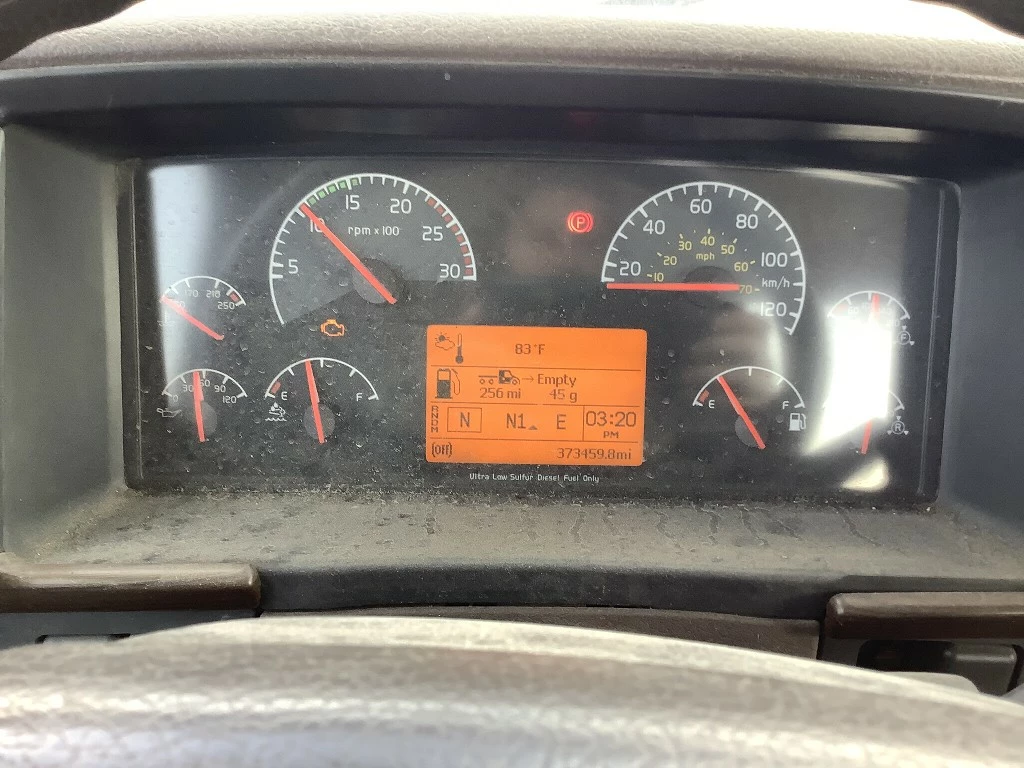 5 10 15 20 25 30
rpm x 100
P
20 40 60 80 100 120
km/h
10 20 30 40 50 60 70
mph
170 210 250
30 60 90 120
E F
E F
F
R
83°F
→ Empty
256 mi 45 g
N N1 E 03:20
PM
(Off) 373459.8mi
Ultra Low Sulfur Diesel Fuel Only